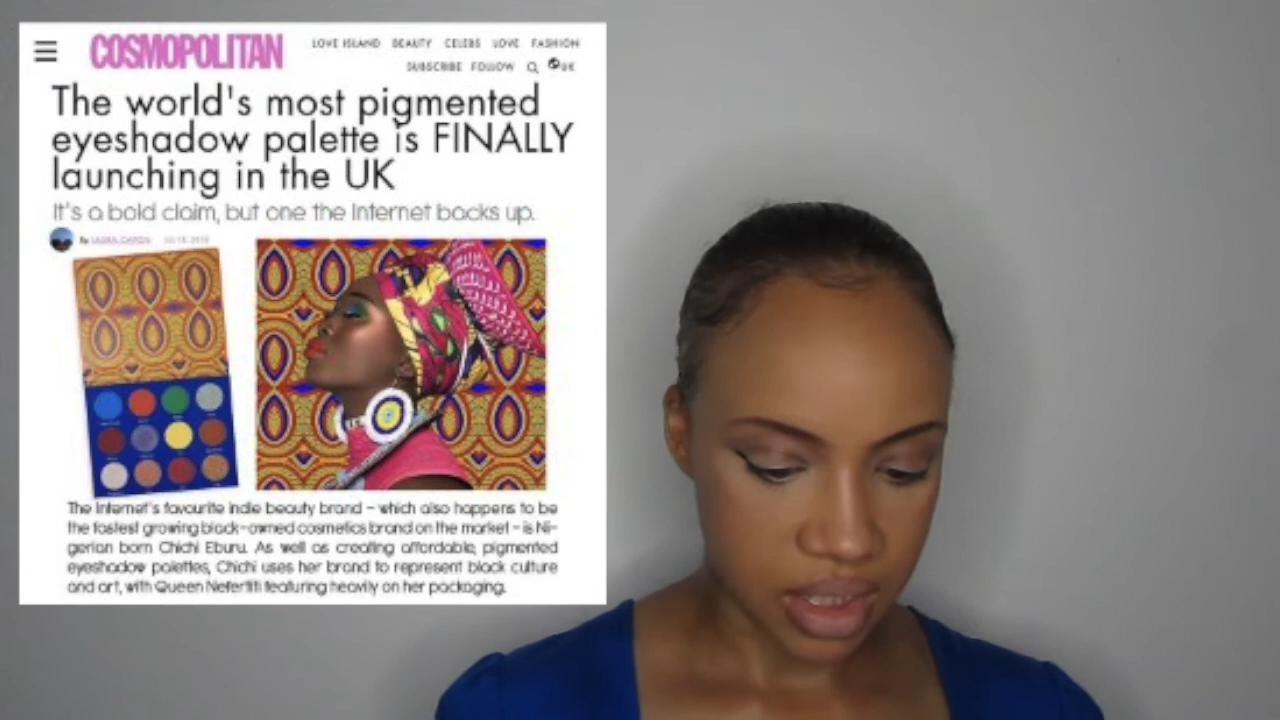 COSMOPOLITAN
LOVE ISLAND BEAUTY CELEBS LOVE FASHION
SUBSCRIBE FOLLOW UK
The world's most pigmented
eyeshadow palette is FINALLY
launching in the UK
It's a bold claim, but one the Internet backs up.
By
The Internet's favourite indie beauty brand – which also happens to be
the fastest growing black-owned cosmetics brand on the market – is Ni-
gerian born Chichi Eburu. As well as creating affordable, pigmented
eyeshadow palettes, Chichi uses her brand to represent black culture
and art, with Queen Nefertiti featuring heavily on her packaging.